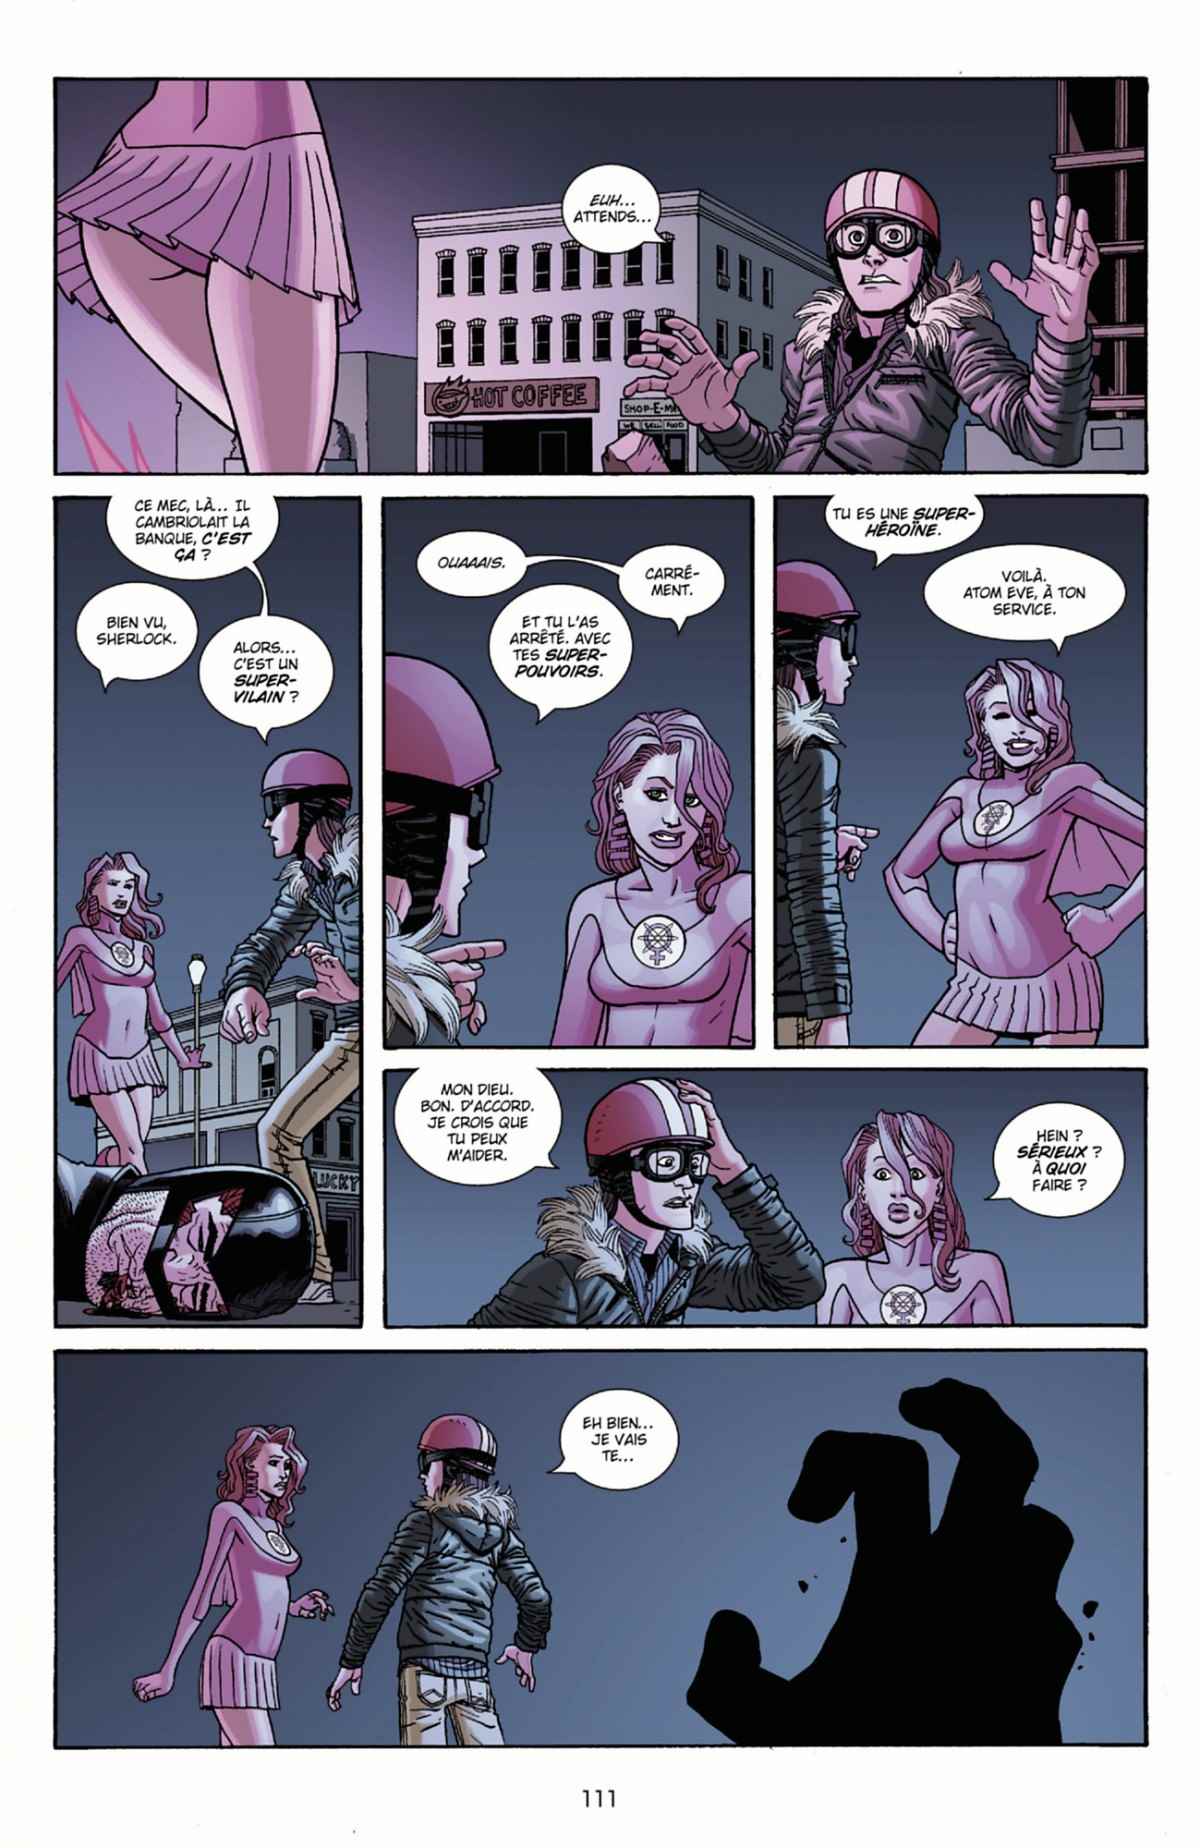 EUH...
ATTENDS...
HOT COFFEE
SHOP-E-MA
WE SELL FOOD
CE MEC, LÀ... IL
CAMBRIOLAIT LA
BANQUE, C'EST
ÇA ?
BIEN VU,
SHERLOCK.
ALORS...
C'EST UN
SUPER-
VILAIN ?
LUCKY
OUAAAIS.
CARRÉ-
MENT.
ET TU L'AS
ARRÊTÉ. AVEC
TES SUPER-
POUVOIRS.
TU ES UNE SUPER-
HÉROÏNE.
VOILÀ.
ATOM EVE, À TON
SERVICE.
MON DIEU.
BON. D'ACCORD.
JE CROIS QUE
TU PEUX
M'AIDER.
HEIN ?
SÉRIEUX ?
À QUOI
FAIRE ?
EH BIEN...
JE VAIS
TE...
111